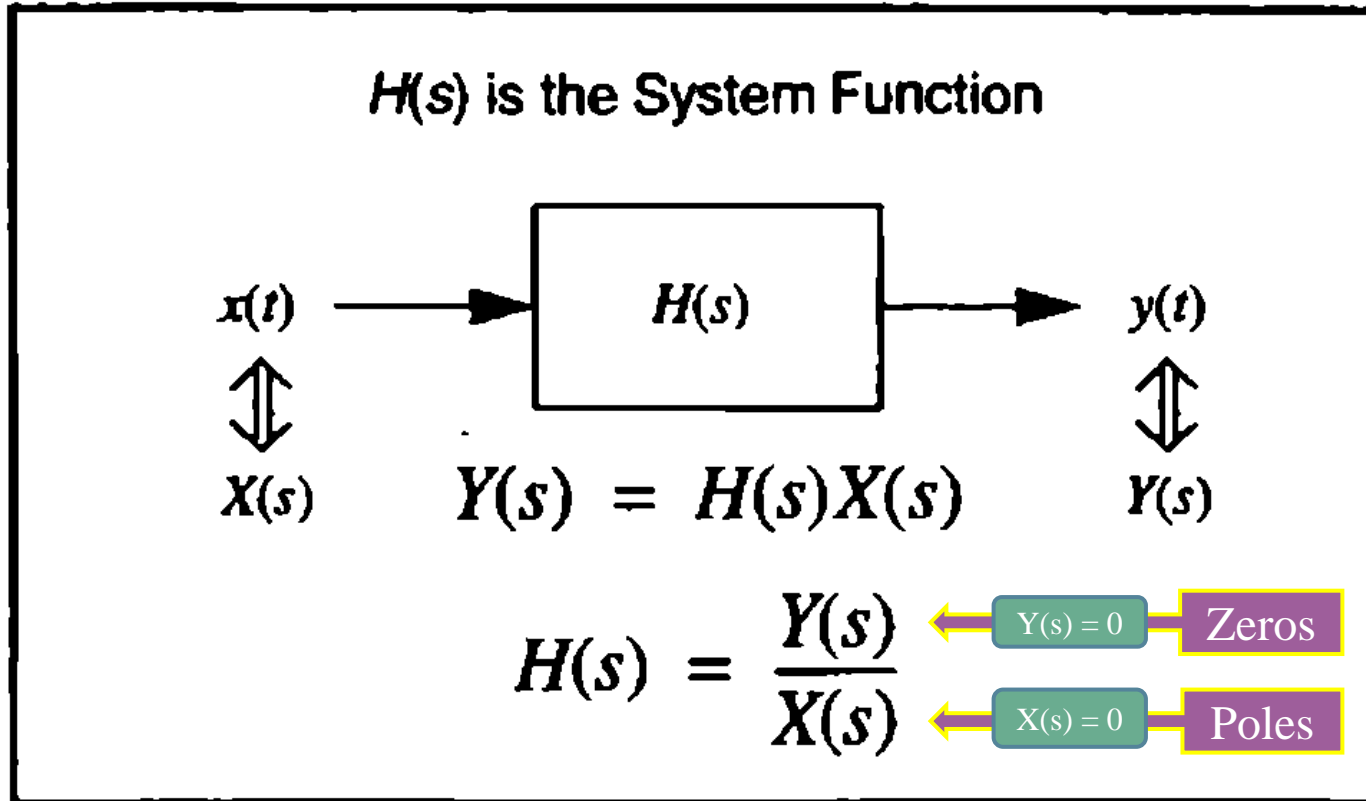 H(s) is the System Function
x(t) H(s) y(t)
X(s) Y(s) = H(s)X(s) Y(s)
H(s) = Y(s) / X(s)
Y(s) = 0 Zeros
X(s) = 0 Poles